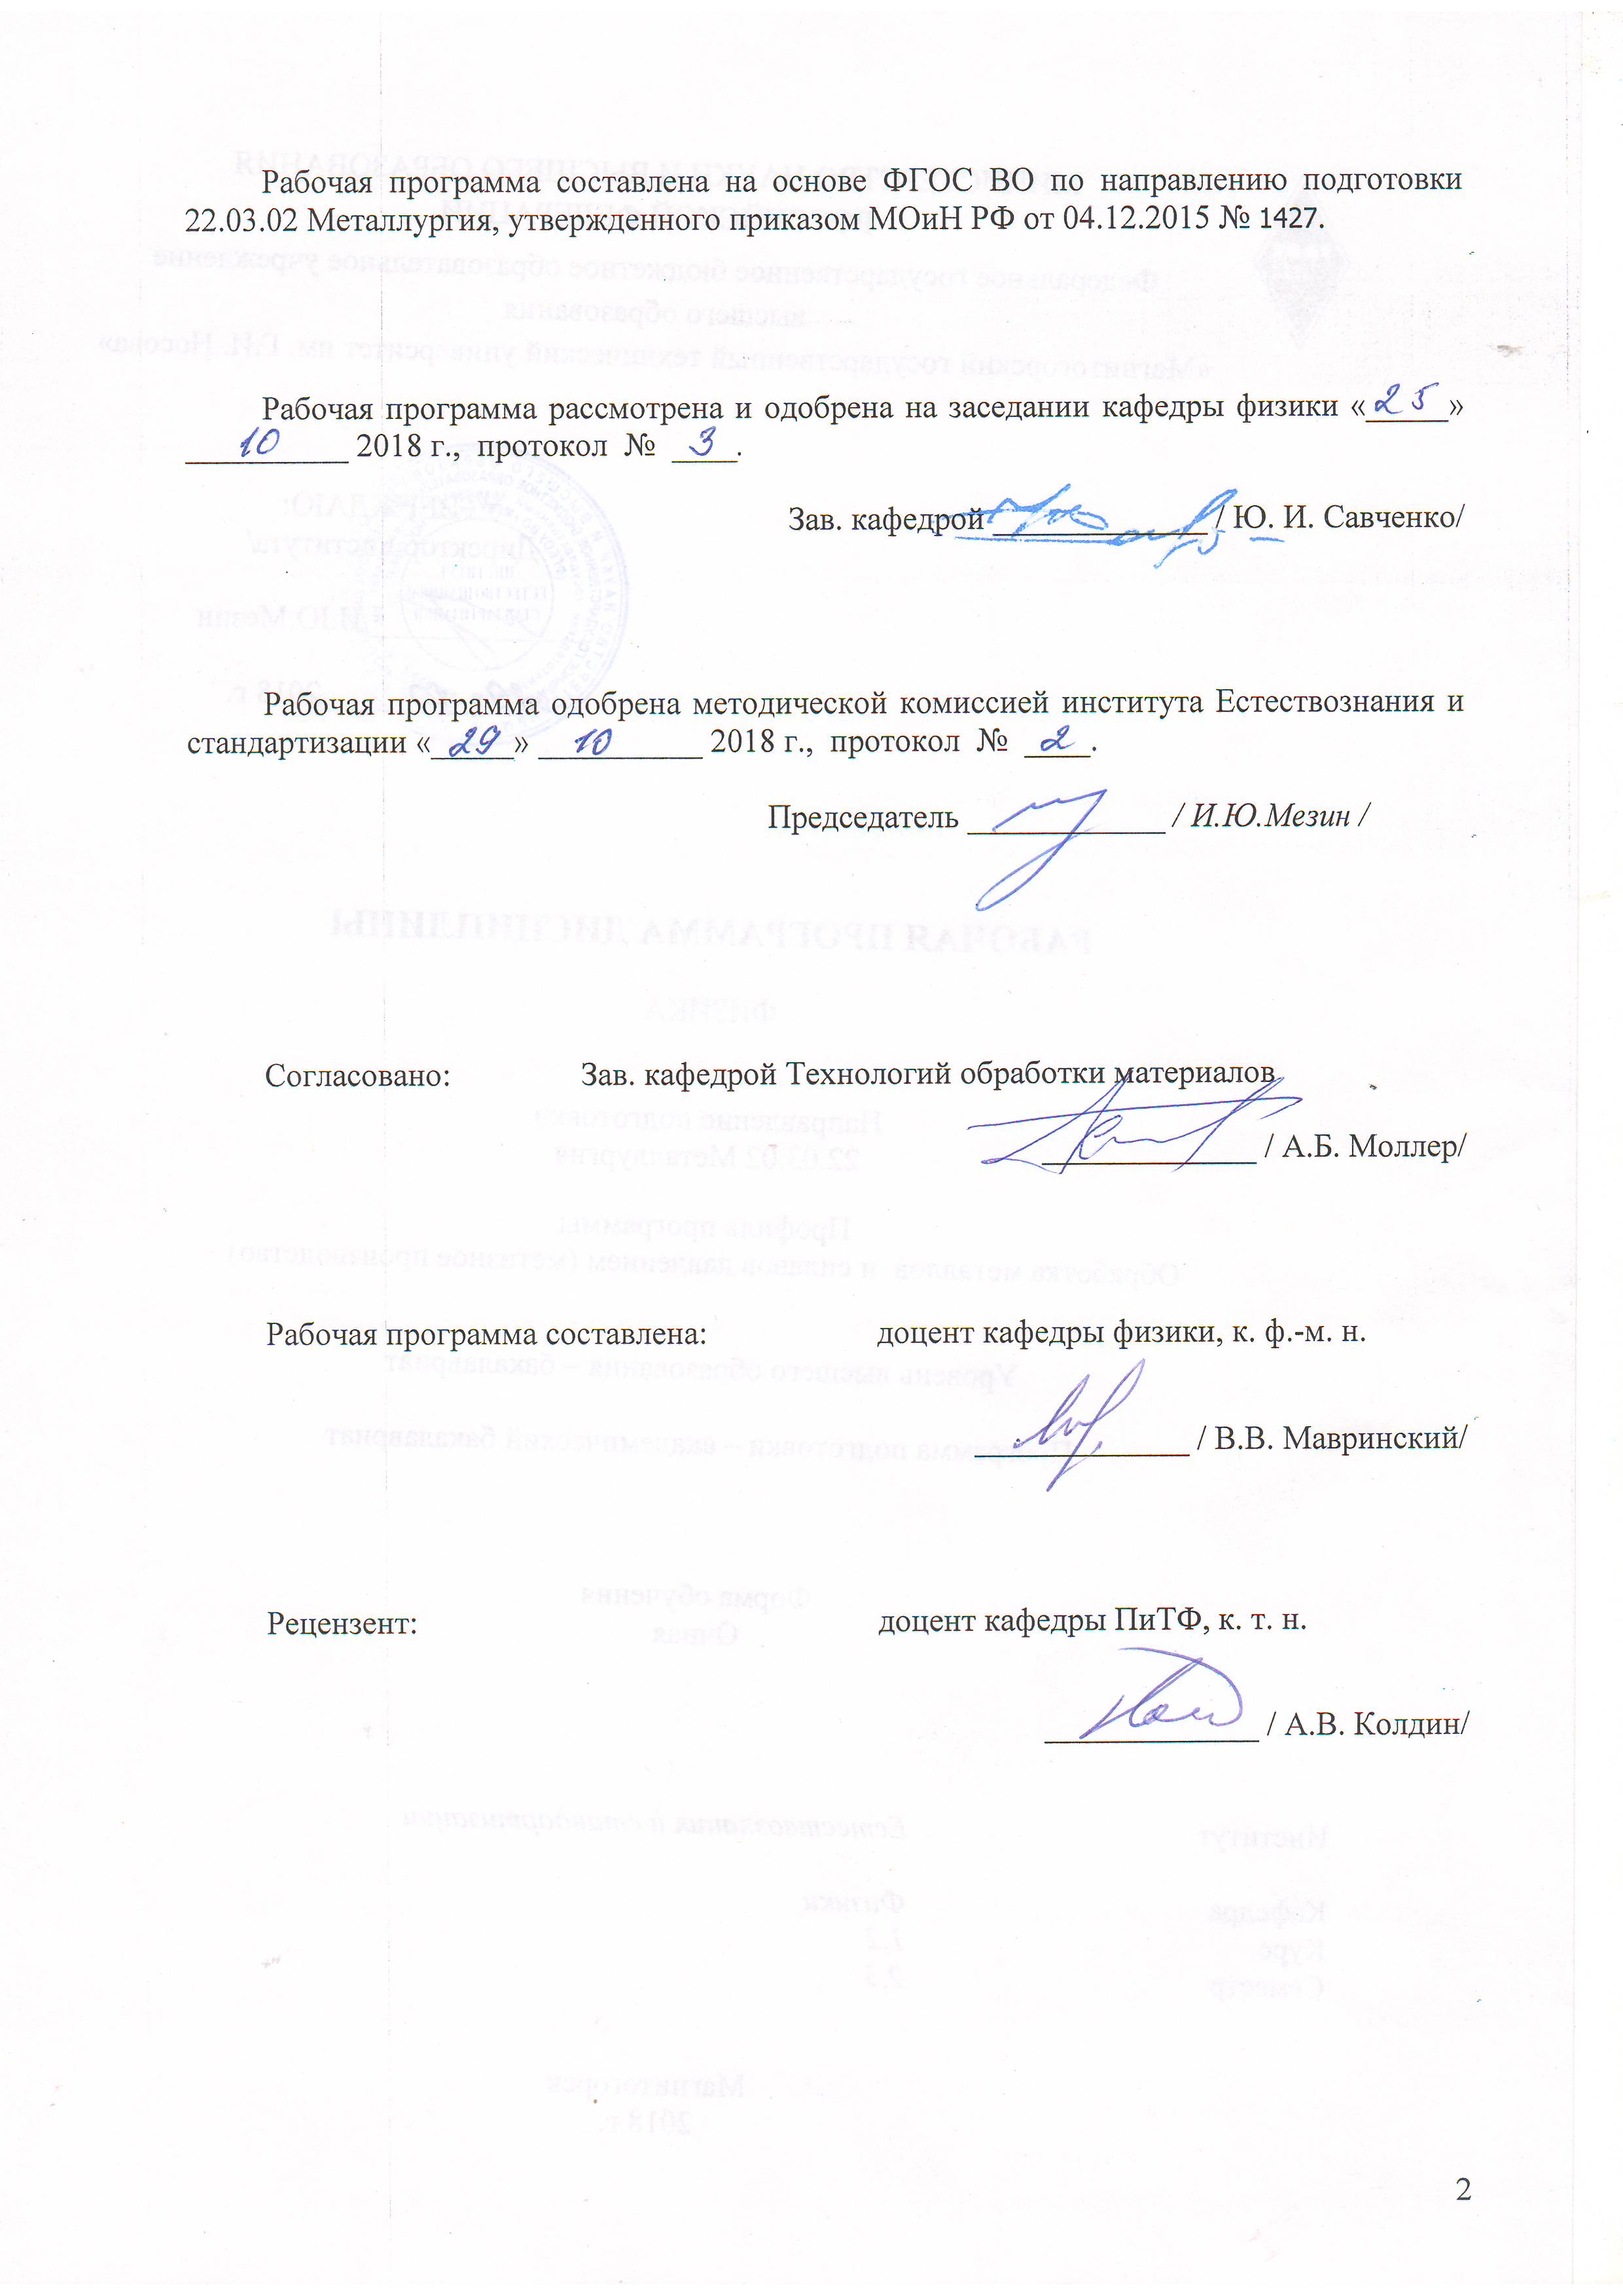 Рабочая программа составлена на основе ФГОС ВО по направлению подготовки
22.03.02 Металлургия, утвержденного приказом МОиН РФ от 04.12.2015 № 1427.
Рабочая программа рассмотрена и одобрена на заседании кафедры физики «25»
10 2018 г., протокол № 3.
Зав. кафедрой / Ю. И. Савченко/
Рабочая программа одобрена методической комиссией института Естествознания и
стандартизации «29» 10 2018 г., протокол № 2.
Председатель / И.Ю.Мезин /
Согласовано: Зав. кафедрой Технологий обработки материалов
/ А.Б. Моллер/
Рабочая программа составлена: доцент кафедры физики, к. ф.-м. н.
/ В.В. Мавринский/
Рецензент: доцент кафедры ПиТФ, к. т. н.
/ А.В. Колдин/
2